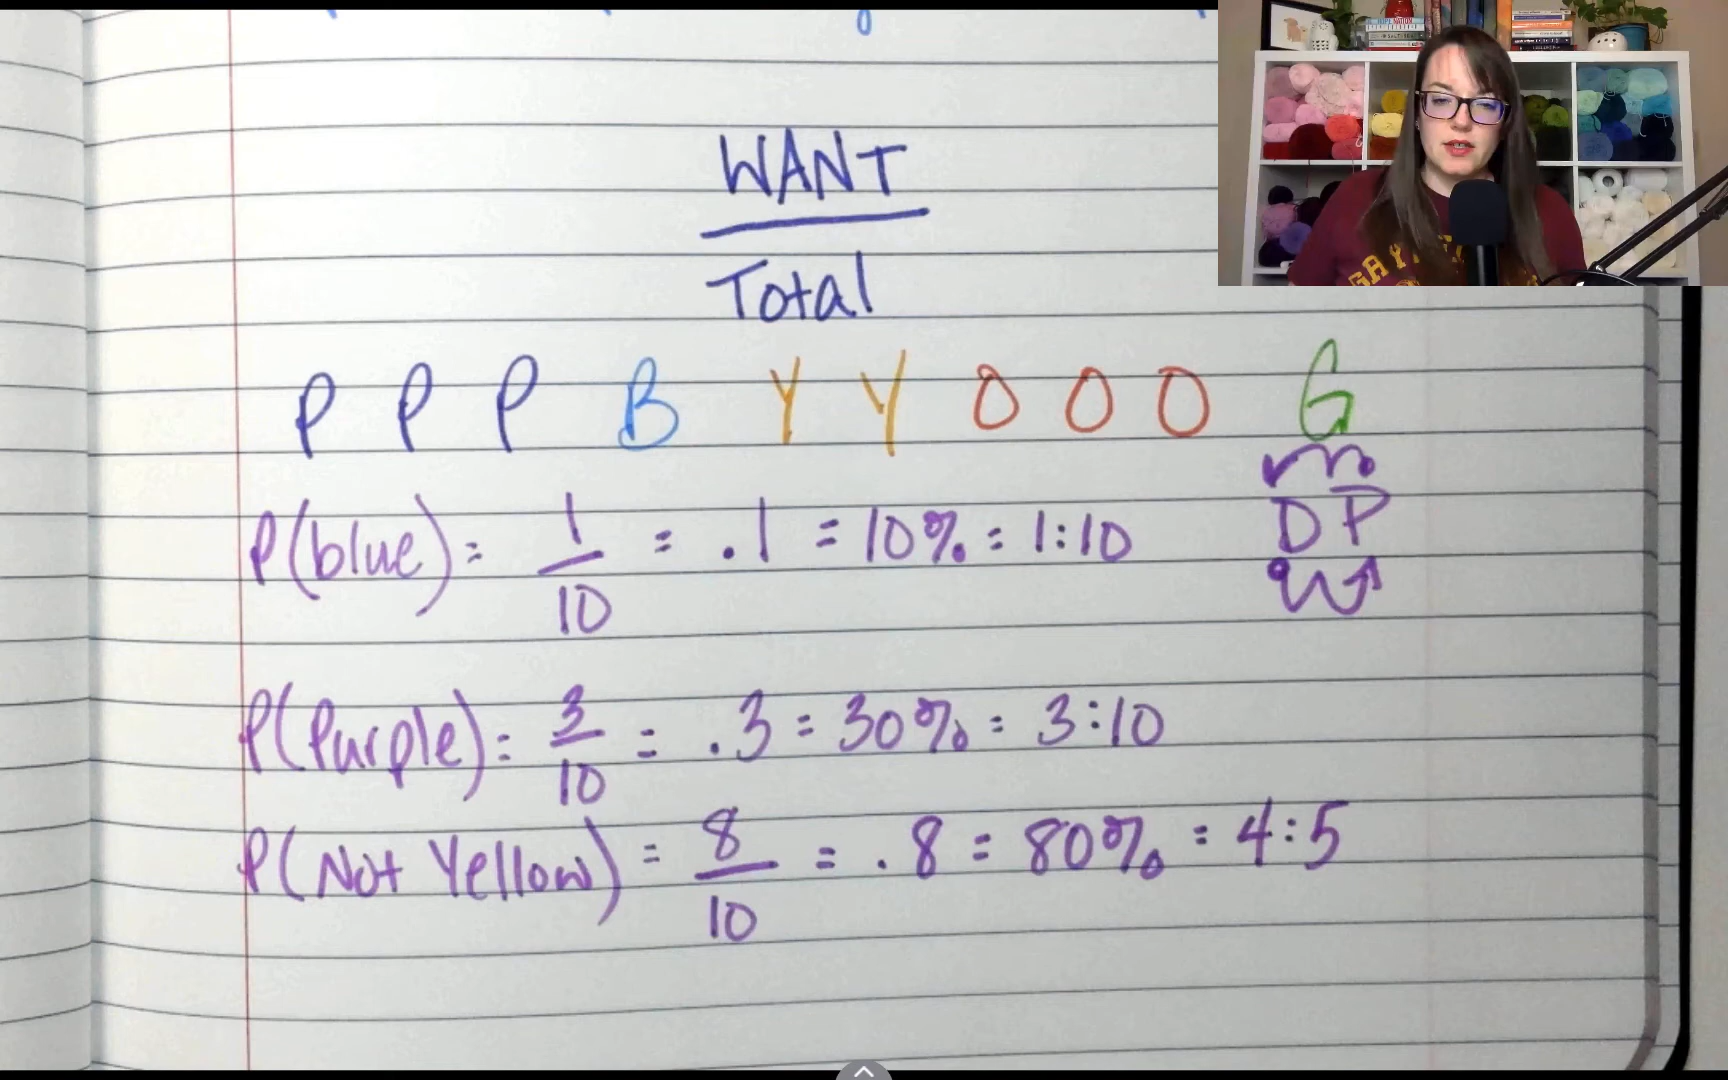 WANT
Total
P P P B Y Y O O O G
D P
P(blue) = 1/10 = .1 = 10% = 1:10
P(Purple) = 3/10 = .3 = 30% = 3:10
P(Not Yellow) = 8/10 = .8 = 80% = 4:5